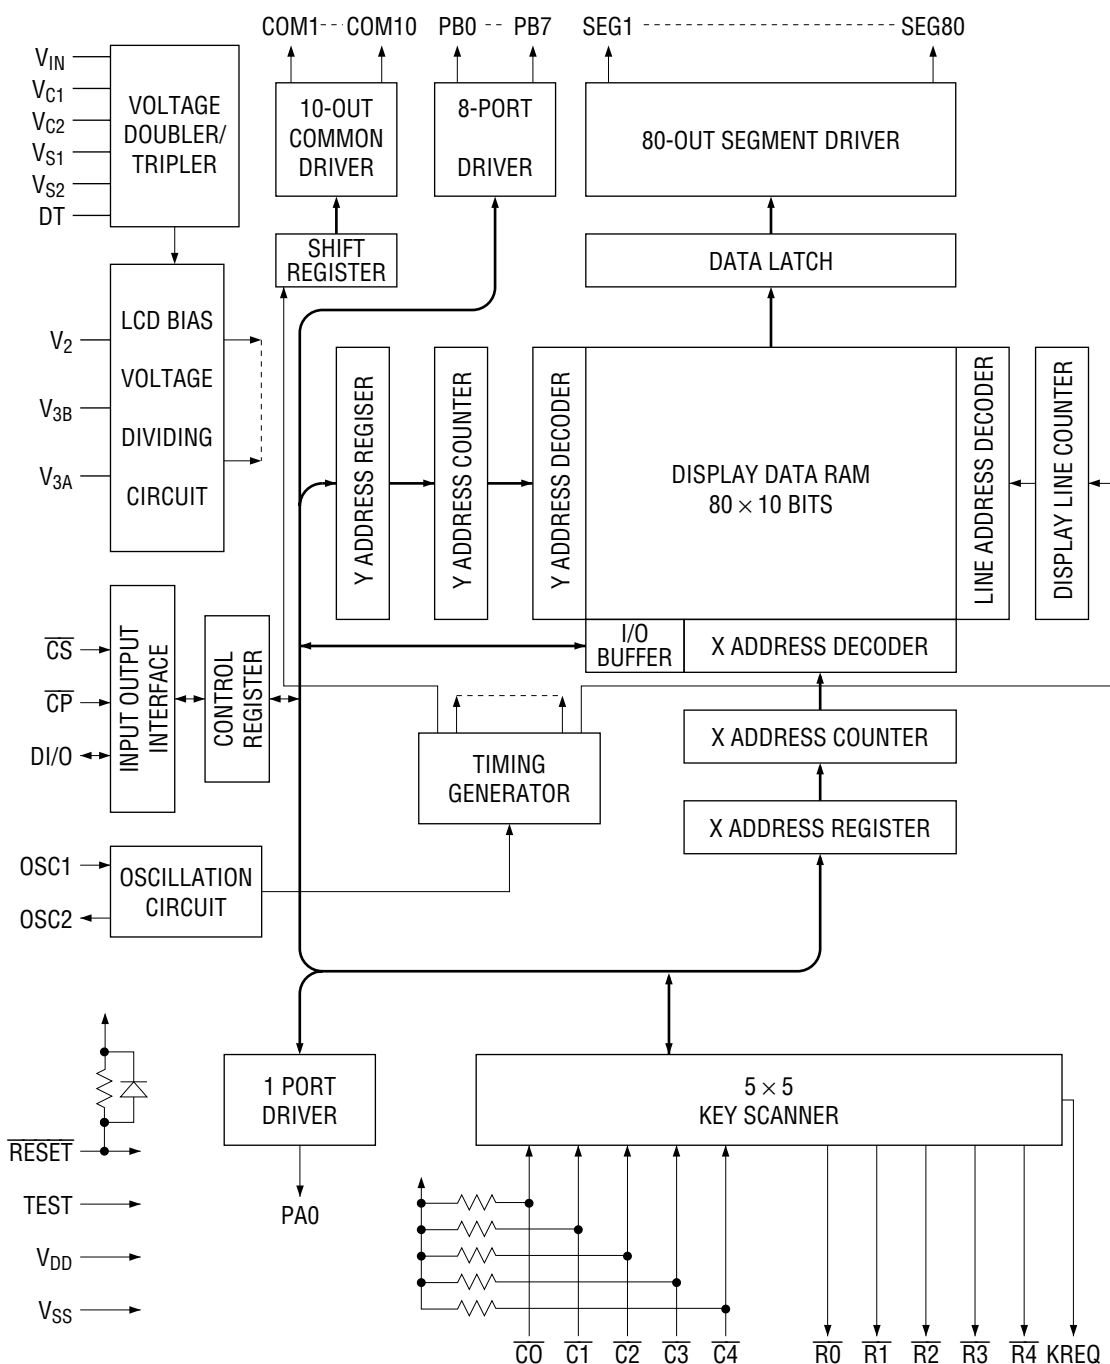 COM1 COM10 PB0 PB7 SEG1 SEG80
VIN
VC1
VC2
VS1
VS2
DT
VOLTAGE
DOUBLER/
TRIPLER
10-OUT
COMMON
DRIVER
8-PORT
DRIVER
80-OUT SEGMENT DRIVER
SHIFT
REGISTER
DATA LATCH
V2
V3B
V3A
LCD BIAS
VOLTAGE
DIVIDING
CIRCUIT
Y ADDRESS REGISER
Y ADDRESS COUNTER
Y ADDRESS DECODER
DISPLAY DATA RAM
80 × 10 BITS
LINE ADDRESS DECODER
DISPLAY LINE COUNTER
I/O
BUFFER
X ADDRESS DECODER
CS
CP
DI/O
INPUT OUTPUT
INTERFACE
CONTROL
REGISTER
TIMING
GENERATOR
X ADDRESS COUNTER
X ADDRESS REGISTER
OSC1
OSC2
OSCILLATION
CIRCUIT
1 PORT
DRIVER
5 × 5
KEY SCANNER
RESET
TEST
VDD
VSS
PA0
C0 C1 C2 C3 C4 R0 R1 R2 R3 R4 KREQ